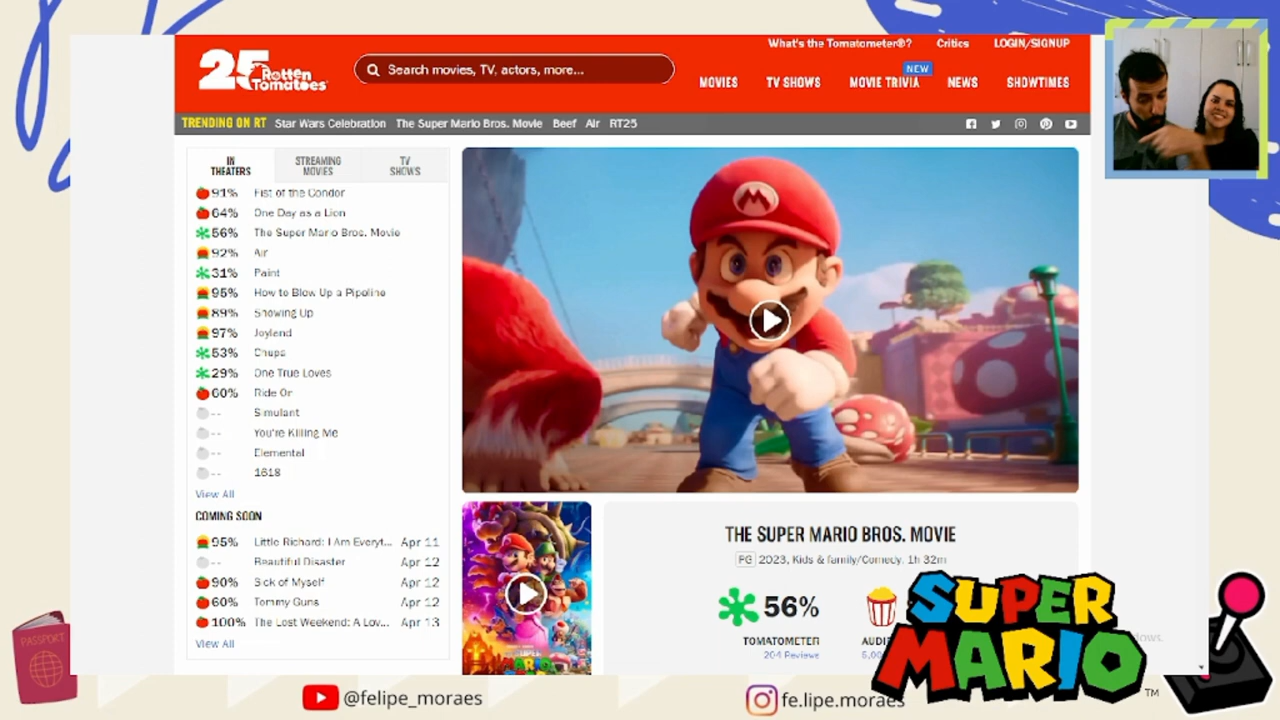 What's the Tomatometer®? Critics LOGIN/SIGNUP
25 Rotten Tomatoes
Search movies, TV, actors, more...
NEW
MOVIES TV SHOWS MOVIE TRIVIA NEWS SHOWTIMES
TRENDING ON RT Star Wars Celebration The Super Mario Bros. Movie Beef Air RT25
IN THEATERS
STREAMING MOVIES
TV SHOWS
91% Fist of the Condor
64% One Day as a Lion
56% The Super Mario Bros. Movie
92% Air
31% Paint
95% How to Blow Up a Pipeline
89% Showing Up
97% Joyland
53% Chupa
29% One True Loves
60% Ride On
-- Simulant
-- You're Killing Me
-- Elemental
-- 1618
View All
COMING SOON
95% Little Richard: I Am Everyt... Apr 11
-- Beautiful Disaster Apr 12
90% Sick of Myself Apr 12
60% Tommy Guns Apr 12
100% The Lost Weekend: A Lov... Apr 13
View All
M
THE SUPER MARIO BROS. MOVIE
PG 2023, Kids & family/Comedy, 1h 32m
56%
TOMATOMETER
204 Reviews
SUPER
MARIO
TM
PASSPORT
@felipe_moraes
fe.lipe.moraes